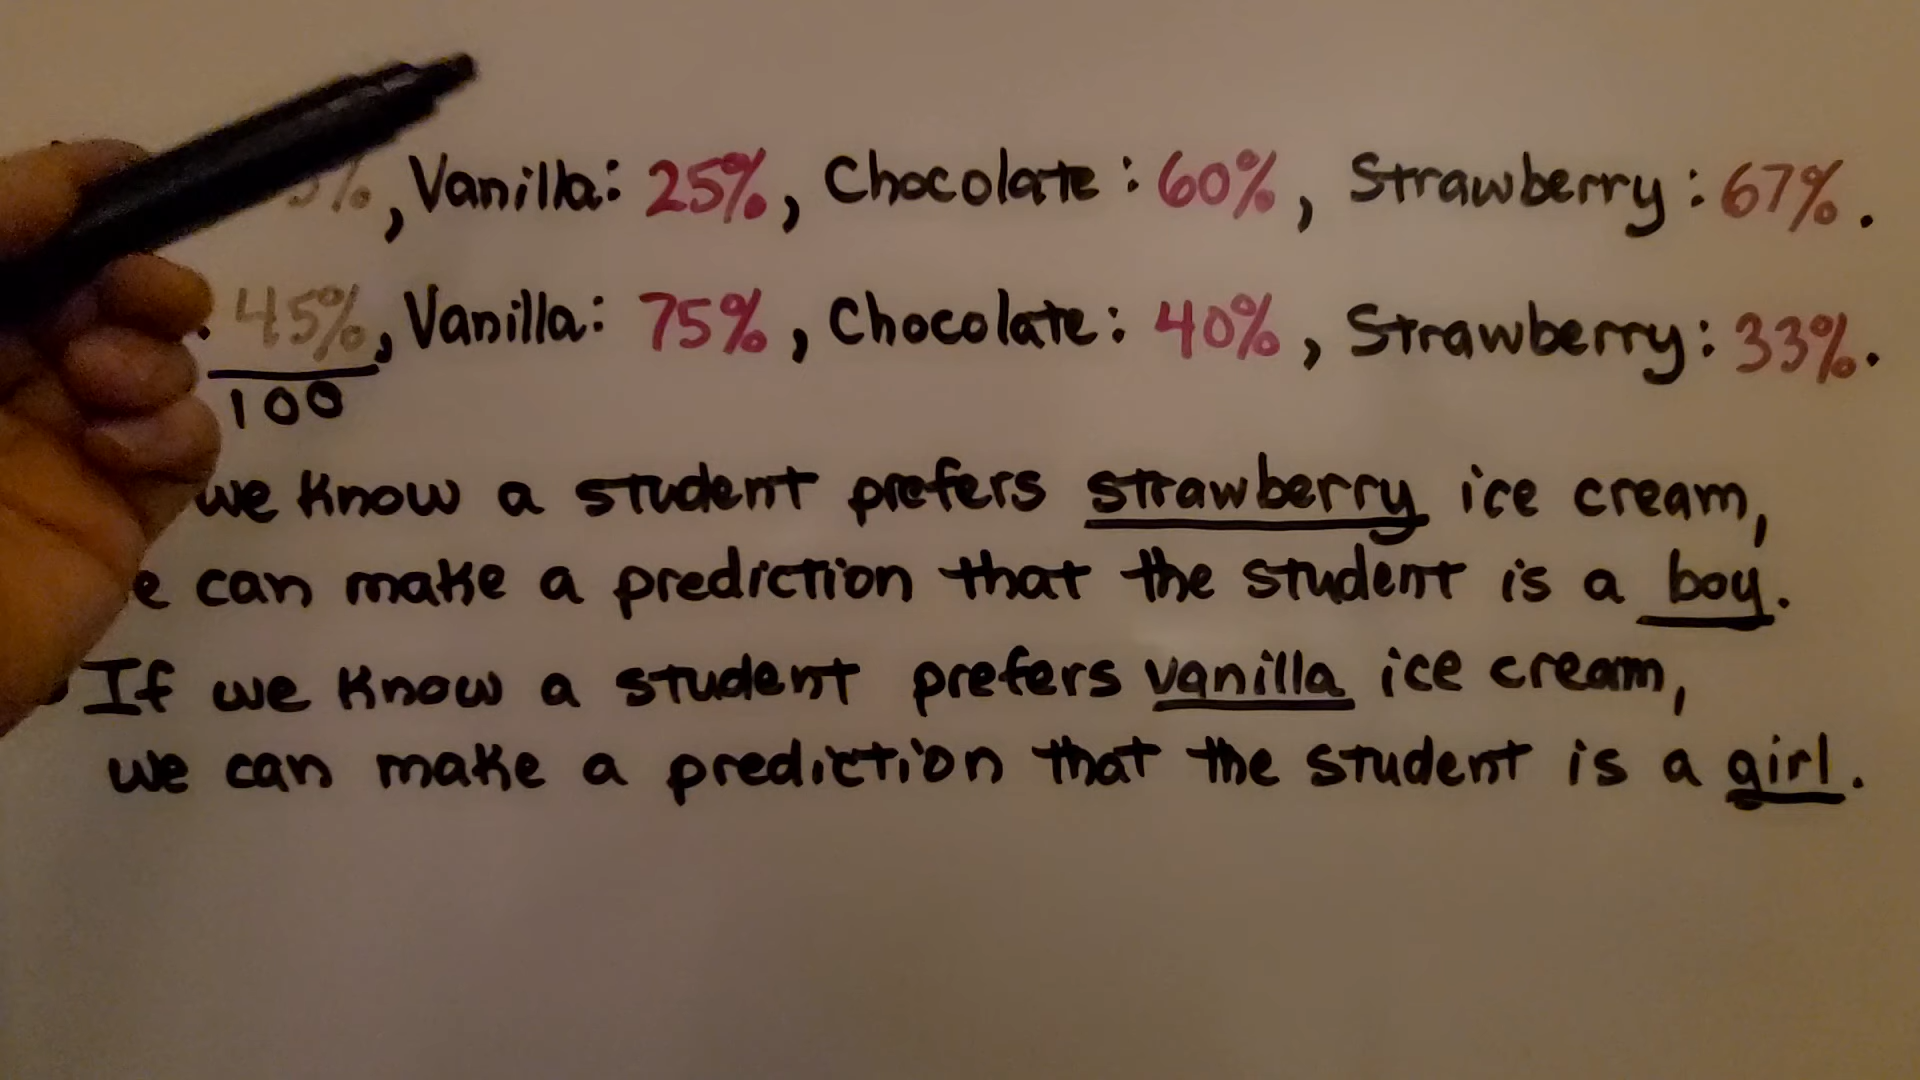 %, Vanilla: 25%, Chocolate: 60%, Strawberry: 67%.
45%, Vanilla: 75%, Chocolate: 40%, Strawberry: 33%.
100
we know a student prefers strawberry ice cream,
can make a prediction that the student is a boy.
If we know a student prefers vanilla ice cream,
we can make a prediction that the student is a girl.